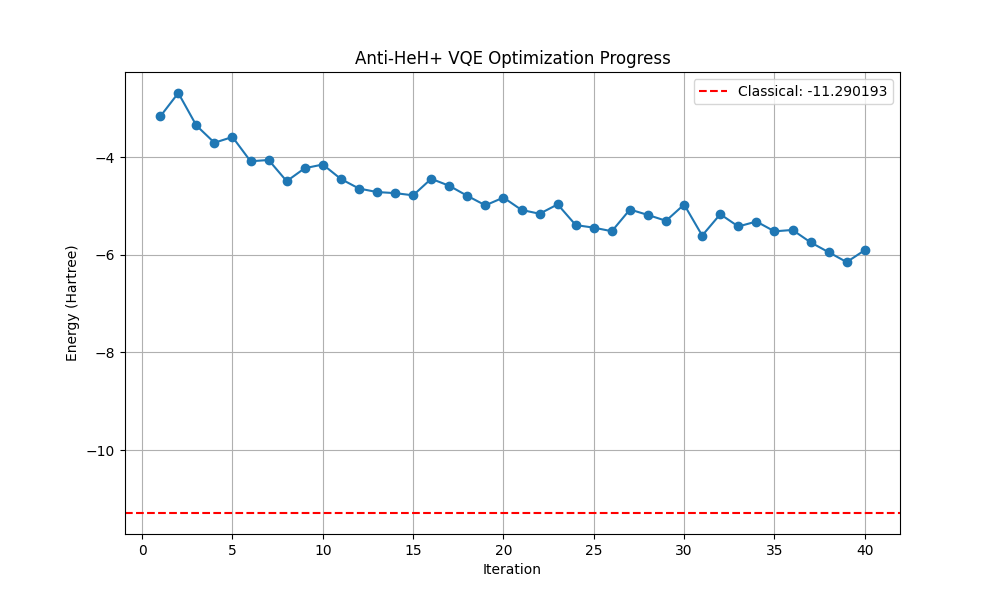 Anti-HeH+ VQE Optimization Progress
Classical: -11.290193
Energy (Hartree)
−4
−6
−8
−10
0 5 10 15 20 25 30 35 40
Iteration